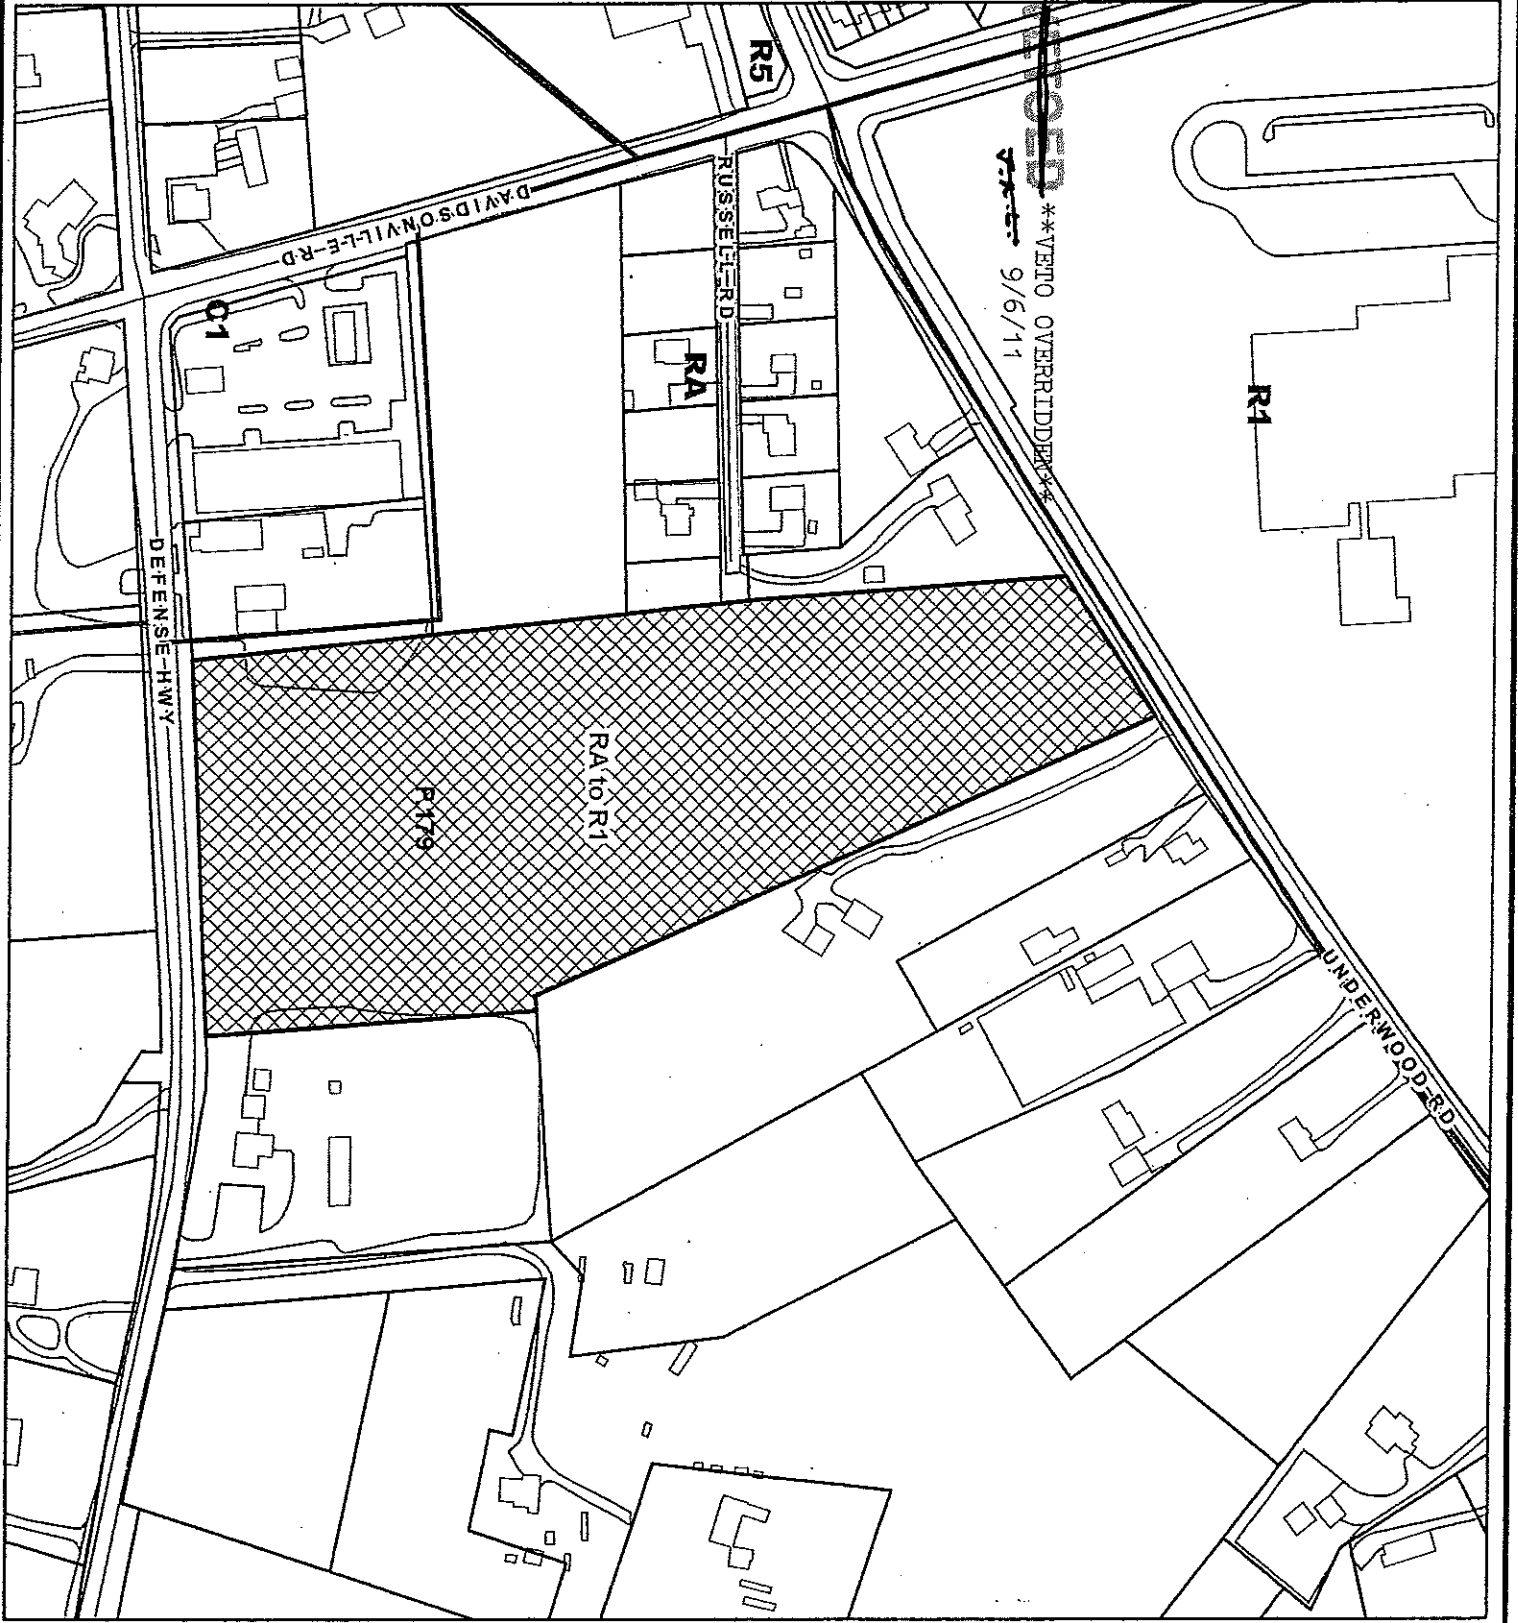 R5
**VETO OVERRIDDEN**
9/6/11
R1
DAVIDSONVILLE-RD
RUSSELL-RD
C1
RA
DEFENSE-HWY
RA to R1
P.179
UNDERWOOD-RD